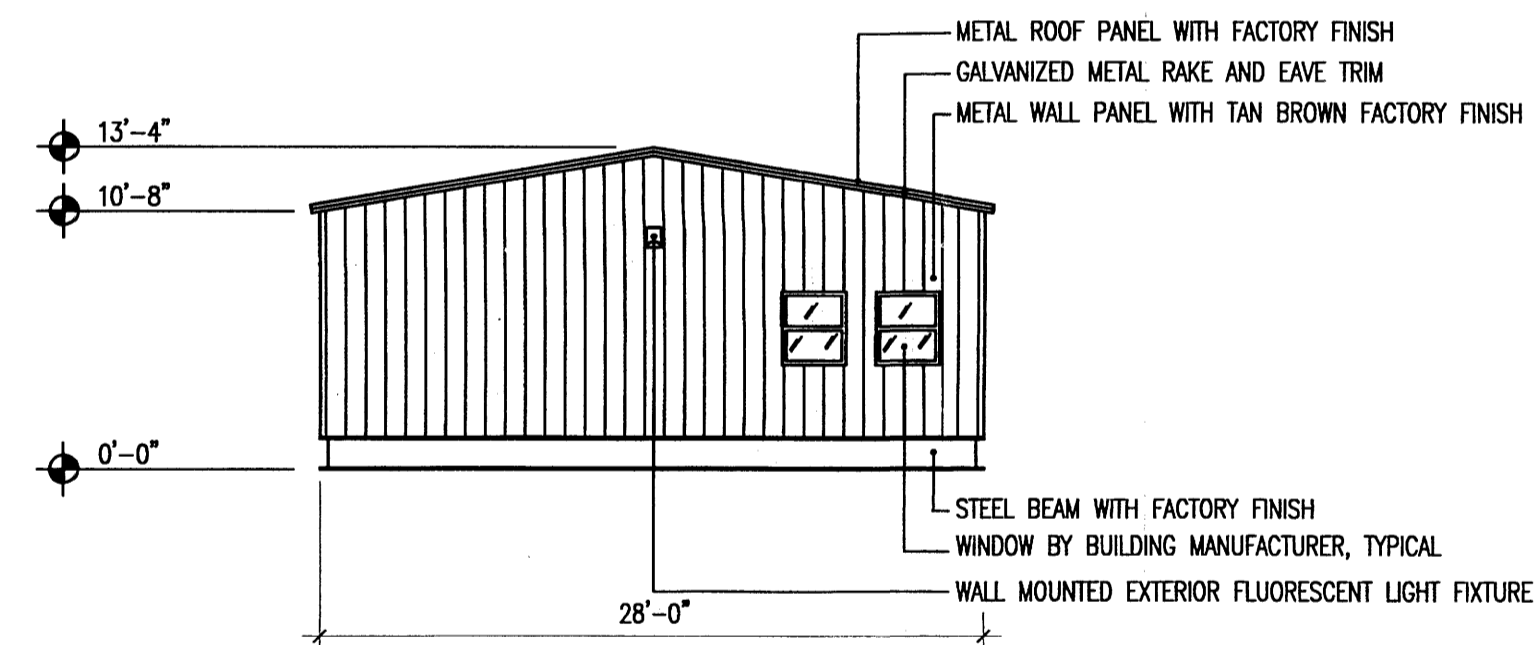 METAL ROOF PANEL WITH FACTORY FINISH
GALVANIZED METAL RAKE AND EAVE TRIM
METAL WALL PANEL WITH TAN BROWN FACTORY FINISH
13'-4"
10'-8"
0'-0"
STEEL BEAM WITH FACTORY FINISH
WINDOW BY BUILDING MANUFACTURER, TYPICAL
WALL MOUNTED EXTERIOR FLUORESCENT LIGHT FIXTURE
28'-0"